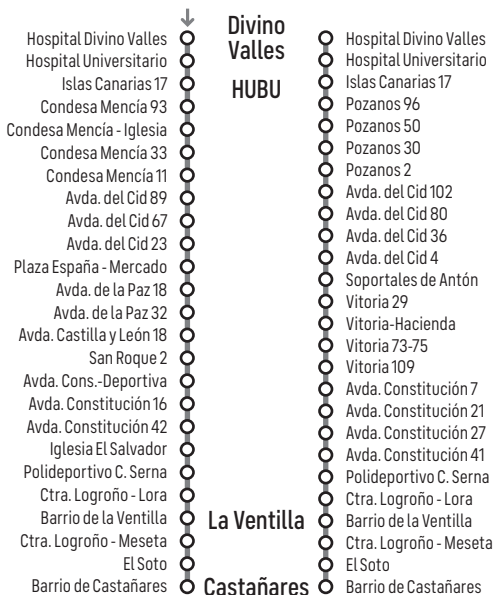 Hospital Divino Valles
Hospital Universitario
Islas Canarias 17
Condesa Mencía 93
Condesa Mencía - Iglesia
Condesa Mencía 33
Condesa Mencía 11
Avda. del Cid 89
Avda. del Cid 67
Avda. del Cid 23
Plaza España - Mercado
Avda. de la Paz 18
Avda. de la Paz 32
Avda. Castilla y León 18
San Roque 2
Avda. Cons.-Deportiva
Avda. Constitución 16
Avda. Constitución 42
Iglesia El Salvador
Polideportivo C. Serna
Ctra. Logroño - Lora
Barrio de la Ventilla
Ctra. Logroño - Meseta
El Soto
Barrio de Castañares
Divino
Valles
HUBU
La Ventilla
Castañares
Hospital Divino Valles
Hospital Universitario
Islas Canarias 17
Pozanos 96
Pozanos 50
Pozanos 30
Pozanos 2
Avda. del Cid 102
Avda. del Cid 80
Avda. del Cid 36
Avda. del Cid 4
Soportales de Antón
Vitoria 29
Vitoria-Hacienda
Vitoria 73-75
Vitoria 109
Avda. Constitución 7
Avda. Constitución 21
Avda. Constitución 27
Avda. Constitución 41
Polideportivo C. Serna
Ctra. Logroño - Lora
Barrio de la Ventilla
Ctra. Logroño - Meseta
El Soto
Barrio de Castañares